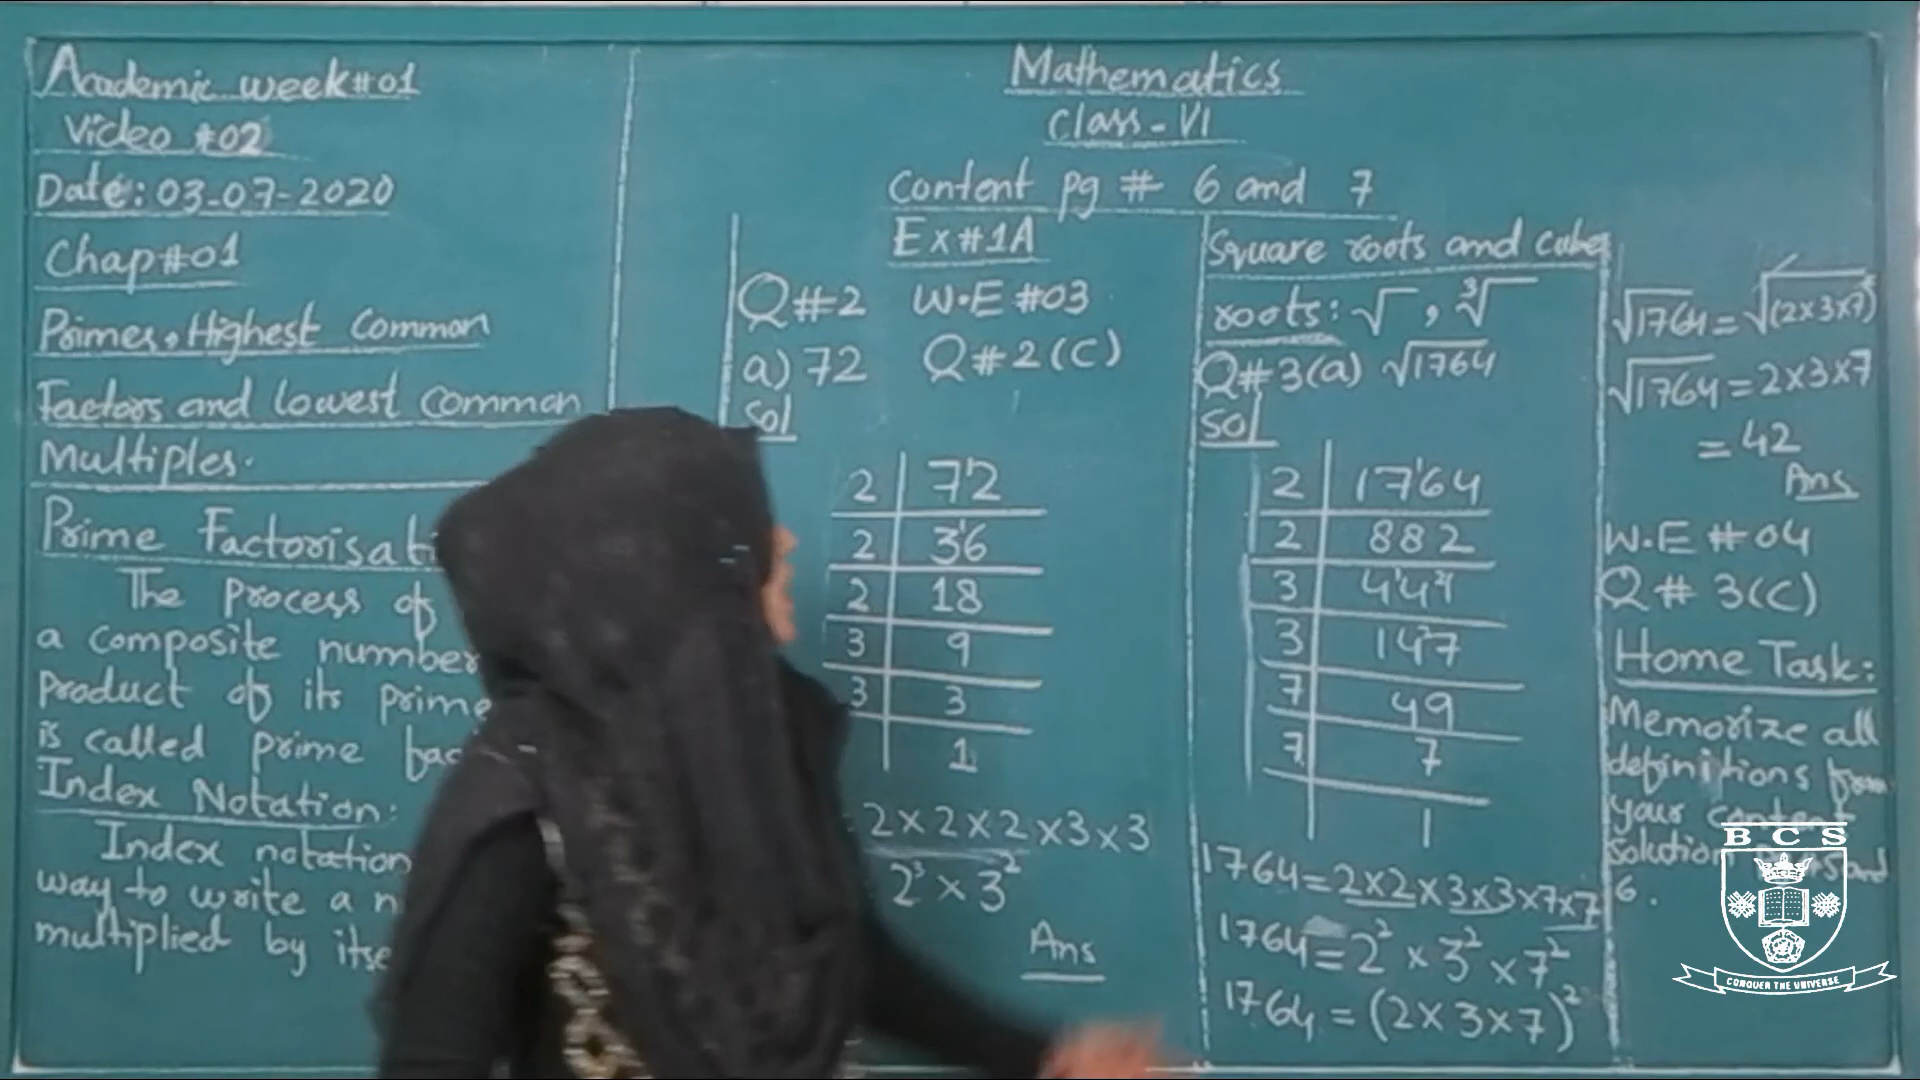 Academic week#01
Video #02
Date: 03-07-2020
Chap#01
Primes, Highest Common
Factors and lowest Common
Multiples.
Prime Factorisati
The process of
a composite number
product of its prime
is called prime fac
Index Notation:
Index notation
way to write a n
multiplied by itse
Mathematics
Class-VI
Content pg # 6 and 7
Ex#1A
Q#2 W.E #03
a) 72 Q#2(C)
Sol
2 | 72
2 | 36
2 | 18
3 | 9
3 | 3
1
2×2×2×3×3
2³×3²
Ans
Square roots and cube
roots: √, ∛
Q#3(a) √1764
Sol
2 | 1764
2 | 882
3 | 441
3 | 147
7 | 49
7 | 7
1
1764=2×2×3×3×7×7
1764=2²×3²×7²
1764=(2×3×7)²
√1764=√(2×3×7)²
√1764=2×3×7
=42
Ans
W.E #04
Q# 3(C)
Home Task:
Memorize all
definitions from
your content
solution and
6.
BCS
CONQUER THE UNIVERSE